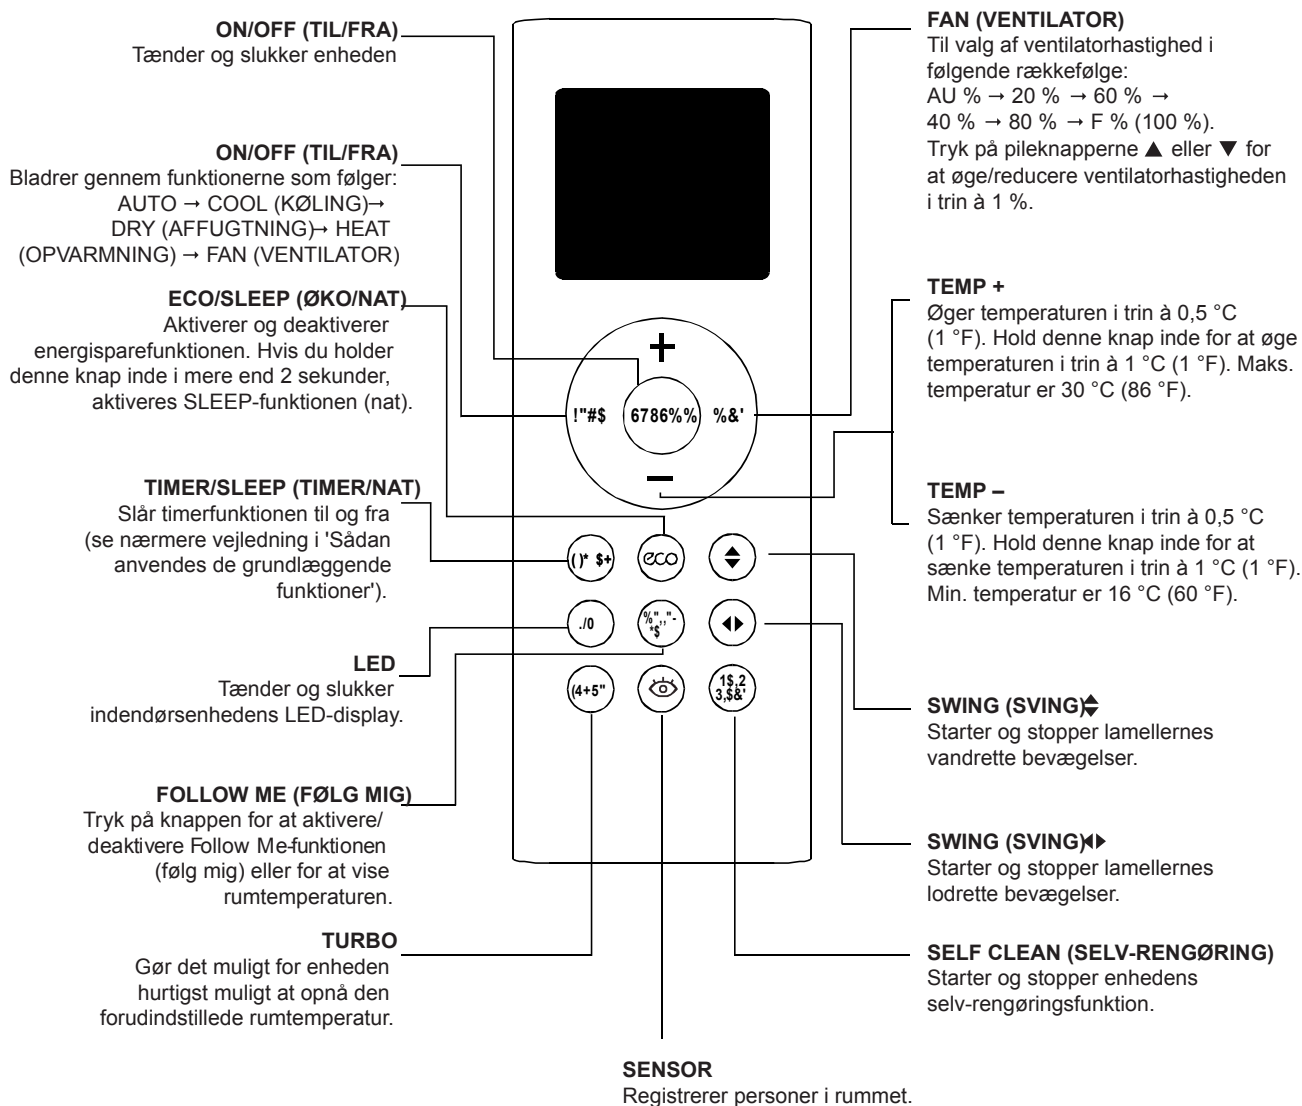 ON/OFF (TIL/FRA)
Tænder og slukker enheden
ON/OFF (TIL/FRA)
Bladrer gennem funktionerne som følger:
AUTO → COOL (KØLING)→
DRY (AFFUGTNING)→ HEAT
(OPVARMNING) → FAN (VENTILATOR)
ECO/SLEEP (ØKO/NAT)
Aktiverer og deaktiverer
energisparefunktionen. Hvis du holder
denne knap inde i mere end 2 sekunder,
aktiveres SLEEP-funktionen (nat).
TIMER/SLEEP (TIMER/NAT)
Slår timerfunktionen til og fra
(se nærmere vejledning i 'Sådan
anvendes de grundlæggende
funktioner').
LED
Tænder og slukker
indendørsenhedens LED-display.
FOLLOW ME (FØLG MIG)
Tryk på knappen for at aktivere/
deaktivere Follow Me-funktionen
(følg mig) eller for at vise
rumtemperaturen.
TURBO
Gør det muligt for enheden
hurtigst muligt at opnå den
forudindstillede rumtemperatur.
+
!"#$ 6786%% %&'
–
()* $+ eco
./0 %",,"-
*$
(4+5" 1$,2
3,$&'
SENSOR
Registrerer personer i rummet.
FAN (VENTILATOR)
Til valg af ventilatorhastighed i
følgende rækkefølge:
AU % → 20 % → 60 % →
40 % → 80 % → F % (100 %).
Tryk på pileknapperne ▲ eller ▼ for
at øge/reducere ventilatorhastigheden
i trin à 1 %.
TEMP +
Øger temperaturen i trin à 0,5 °C
(1 °F). Hold denne knap inde for at øge
temperaturen i trin à 1 °C (1 °F). Maks.
temperatur er 30 °C (86 °F).
TEMP –
Sænker temperaturen i trin à 0,5 °C
(1 °F). Hold denne knap inde for at
sænke temperaturen i trin à 1 °C (1 °F).
Min. temperatur er 16 °C (60 °F).
SWING (SVING)
Starter og stopper lamellernes
vandrette bevægelser.
SWING (SVING)
Starter og stopper lamellernes
lodrette bevægelser.
SELF CLEAN (SELV-RENGØRING)
Starter og stopper enhedens
selv-rengøringsfunktion.